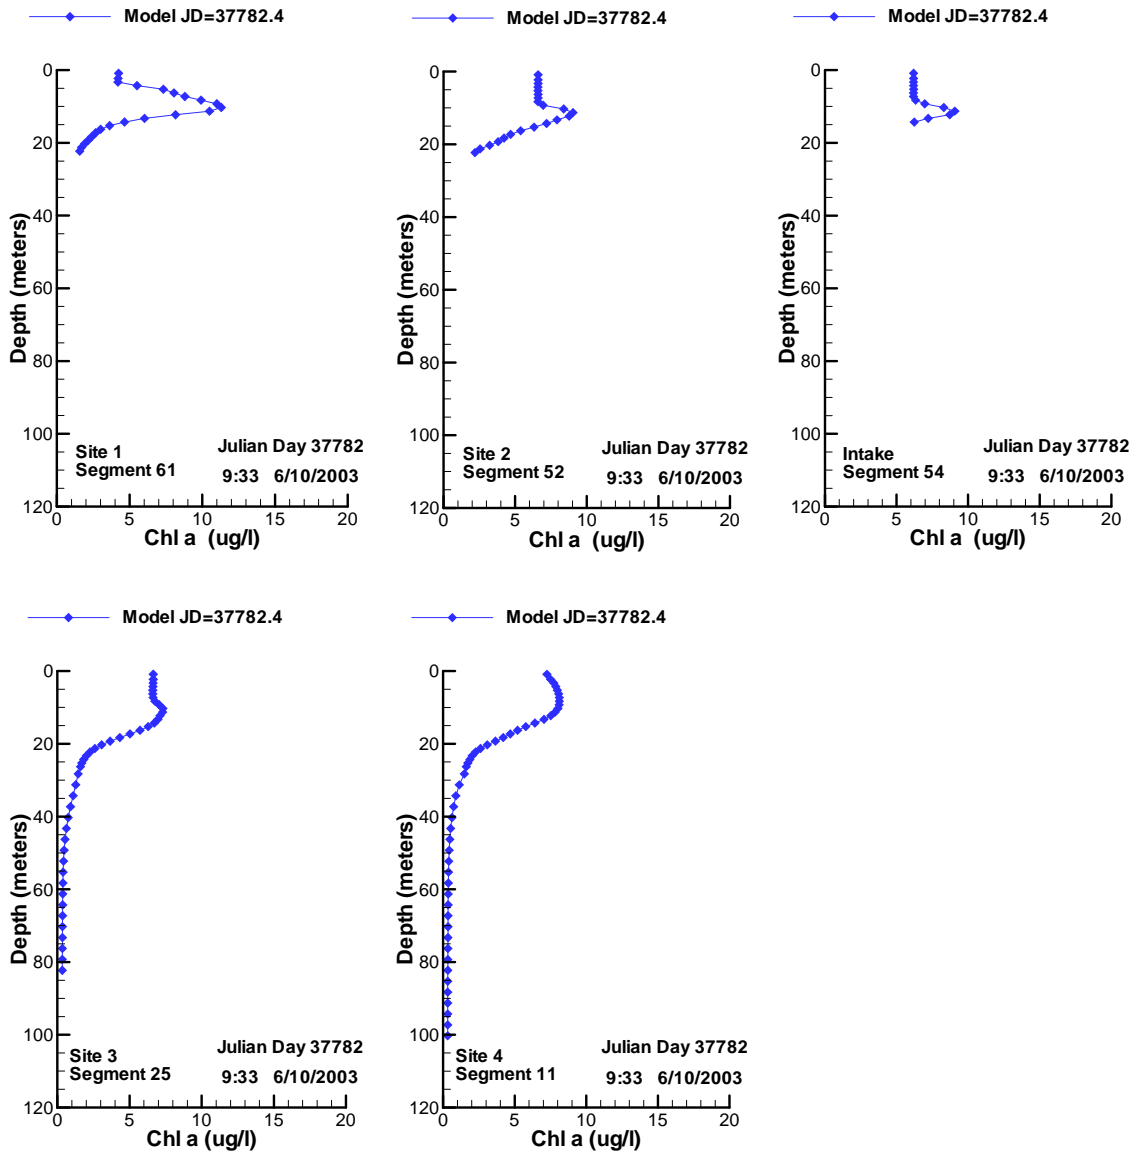 Model JD=37782.4
0
20
40
60
80
100
120
Depth (meters)
Site 1
Segment 61
Julian Day 37782
9:33 6/10/2003
0 5 10 15 20
Chl a (ug/l)
Model JD=37782.4
0
20
40
60
80
100
120
Depth (meters)
Site 2
Segment 52
Julian Day 37782
9:33 6/10/2003
0 5 10 15 20
Chl a (ug/l)
Model JD=37782.4
0
20
40
60
80
100
120
Depth (meters)
Intake
Segment 54
Julian Day 37782
9:33 6/10/2003
0 5 10 15 20
Chl a (ug/l)
Model JD=37782.4
0
20
40
60
80
100
120
Depth (meters)
Site 3
Segment 25
Julian Day 37782
9:33 6/10/2003
0 5 10 15 20
Chl a (ug/l)
Model JD=37782.4
0
20
40
60
80
100
120
Depth (meters)
Site 4
Segment 11
Julian Day 37782
9:33 6/10/2003
0 5 10 15 20
Chl a (ug/l)